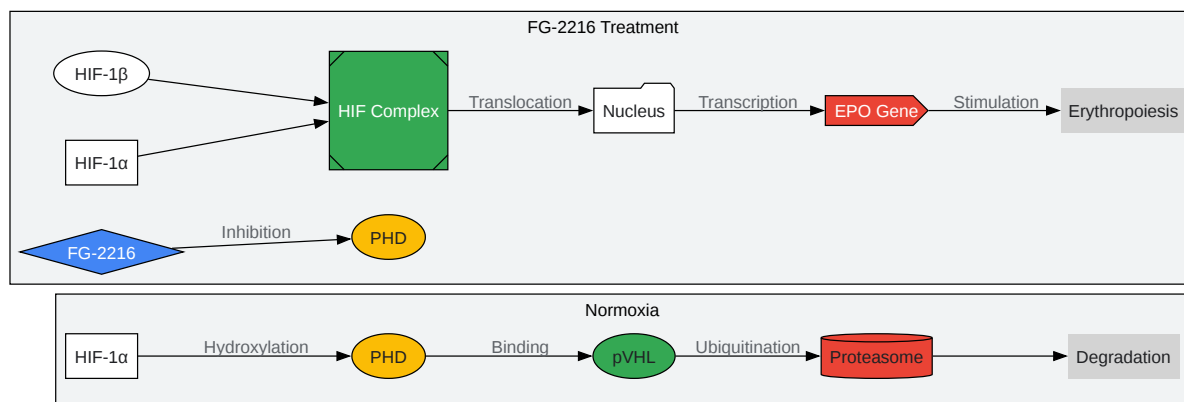 FG-2216 Treatment
HIF-1β
HIF Complex
Translocation
Nucleus
Transcription
EPO Gene
Stimulation
Erythropoiesis
HIF-1α
FG-2216
Inhibition
PHD
Normoxia
HIF-1α
Hydroxylation
PHD
Binding
pVHL
Ubiquitination
Proteasome
Degradation